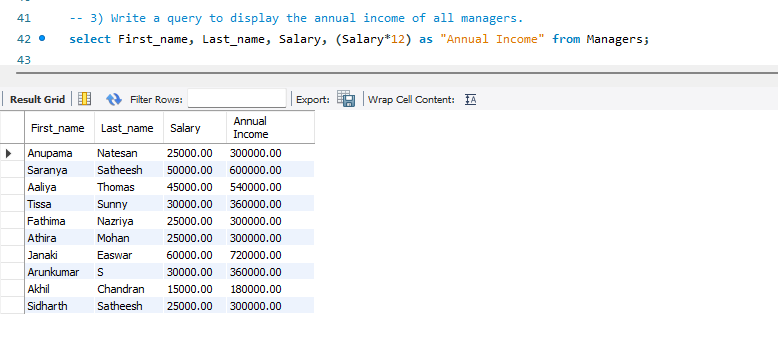 41 -- 3) Write a query to display the annual income of all managers.
42 select First_name, Last_name, Salary, (Salary*12) as "Annual Income" from Managers;
43
Result Grid Filter Rows: Export: Wrap Cell Content: IA
First_name Last_name Salary Annual Income
Anupama Natesan 25000.00 300000.00
Saranya Satheesh 50000.00 600000.00
Aaliya Thomas 45000.00 540000.00
Tissa Sunny 30000.00 360000.00
Fathima Nazriya 25000.00 300000.00
Athira Mohan 25000.00 300000.00
Janaki Easwar 60000.00 720000.00
Arunkumar S 30000.00 360000.00
Akhil Chandran 15000.00 180000.00
Sidharth Satheesh 25000.00 300000.00